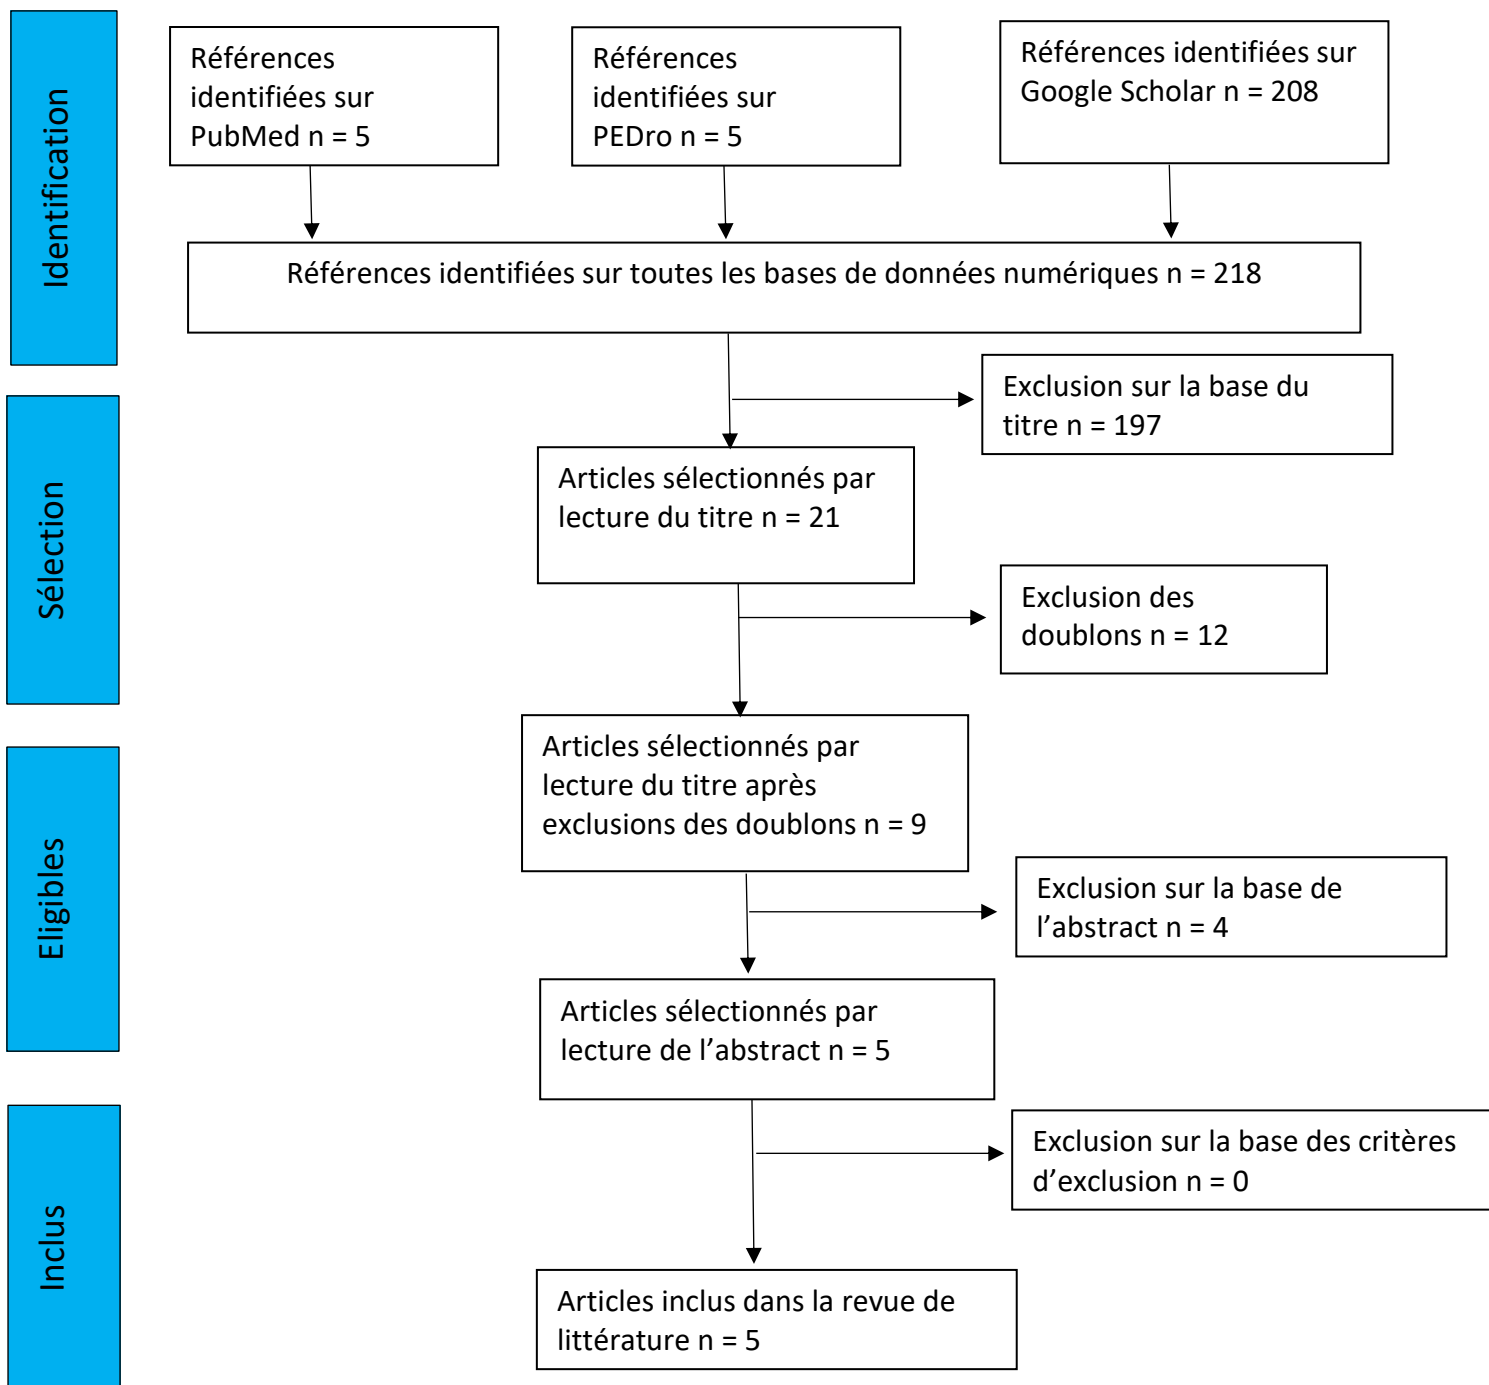 Identification
Références
identifiées sur
PubMed n = 5
Références
identifiées sur
PEDro n = 5
Références identifiées sur
Google Scholar n = 208
Références identifiées sur toutes les bases de données numériques n = 218
Exclusion sur la base du
titre n = 197
Sélection
Articles sélectionnés par
lecture du titre n = 21
Exclusion des
doublons n = 12
Eligibles
Articles sélectionnés par
lecture du titre après
exclusions des doublons n = 9
Exclusion sur la base de
l’abstract n = 4
Articles sélectionnés par
lecture de l’abstract n = 5
Inclus
Exclusion sur la base des critères
d’exclusion n = 0
Articles inclus dans la revue de
littérature n = 5